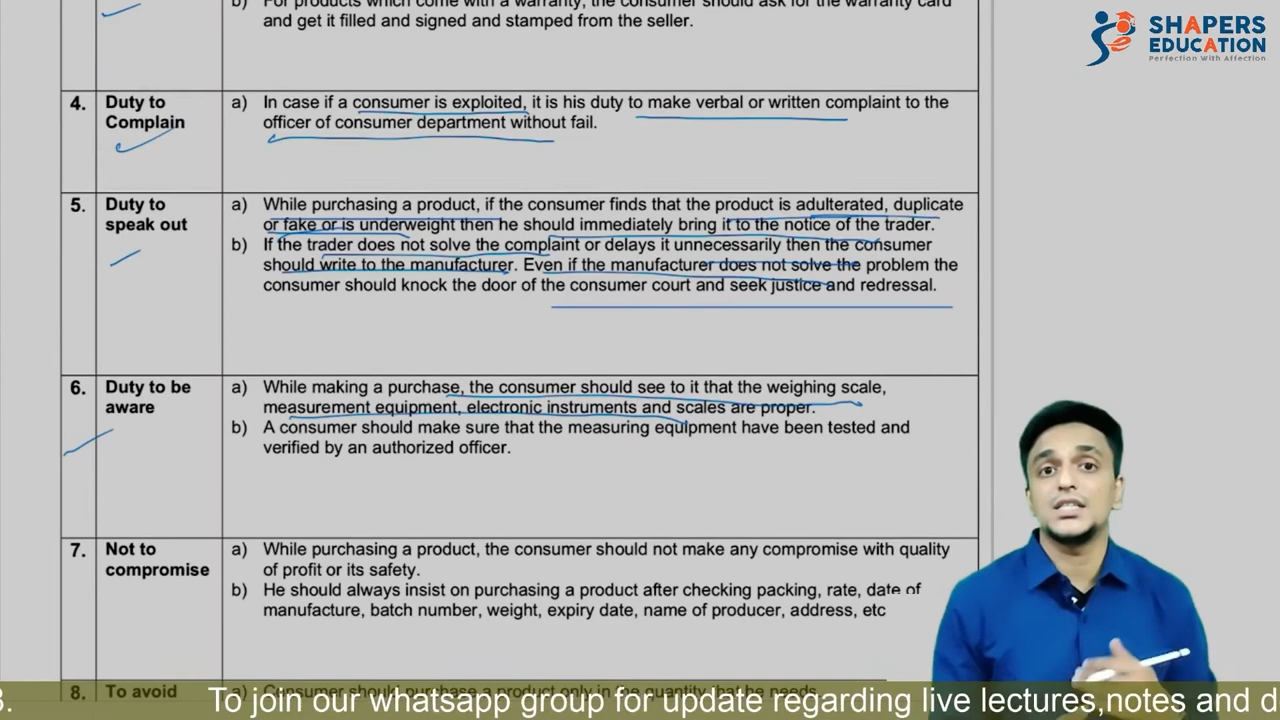 b) For products which come with a warranty, the consumer should ask for the warranty card
and get it filled and signed and stamped from the seller.
SHAPERS
EDUCATION
Perfection With Affection
4. Duty to
Complain
a) In case if a consumer is exploited, it is his duty to make verbal or written complaint to the
officer of consumer department without fail.
5. Duty to
speak out
a) While purchasing a product, if the consumer finds that the product is adulterated, duplicate
or fake or is underweight then he should immediately bring it to the notice of the trader.
b) If the trader does not solve the complaint or delays it unnecessarily then the consumer
should write to the manufacturer. Even if the manufacturer does not solve the problem the
consumer should knock the door of the consumer court and seek justice and redressal.
6. Duty to be
aware
a) While making a purchase, the consumer should see to it that the weighing scale,
measurement equipment, electronic instruments and scales are proper.
b) A consumer should make sure that the measuring equipment have been tested and
verified by an authorized officer.
7. Not to
compromise
a) While purchasing a product, the consumer should not make any compromise with quality
of profit or its safety.
b) He should always insist on purchasing a product after checking packing, rate, date of
manufacture, batch number, weight, expiry date, name of producer, address, etc
8. To avoid
a) Consumer should purchase a product only in the quantity that he needs
3. To join our whatsapp group for update regarding live lectures,notes and d